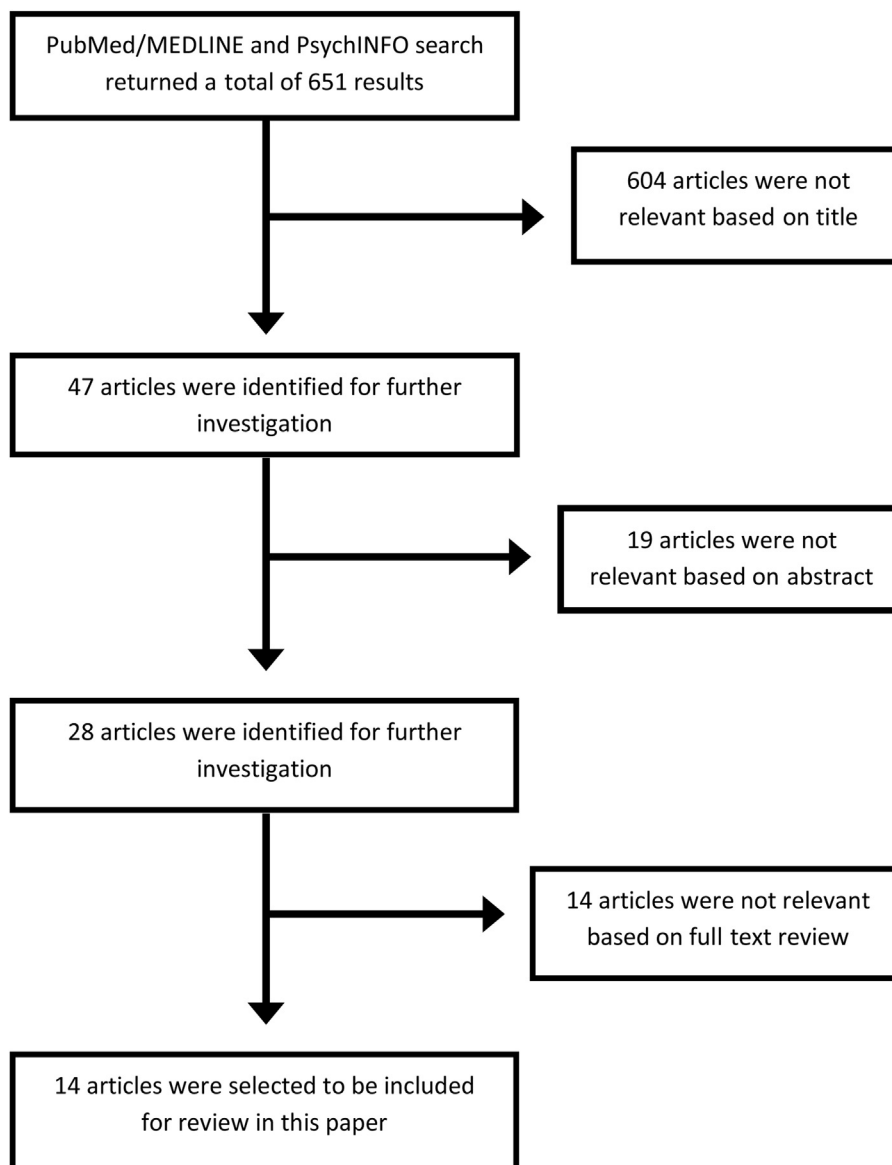 PubMed/MEDLINE and PsychINFO search
returned a total of 651 results
604 articles were not
relevant based on title
47 articles were identified for further
investigation
19 articles were not
relevant based on abstract
28 articles were identified for further
investigation
14 articles were not relevant
based on full text review
14 articles were selected to be included
for review in this paper